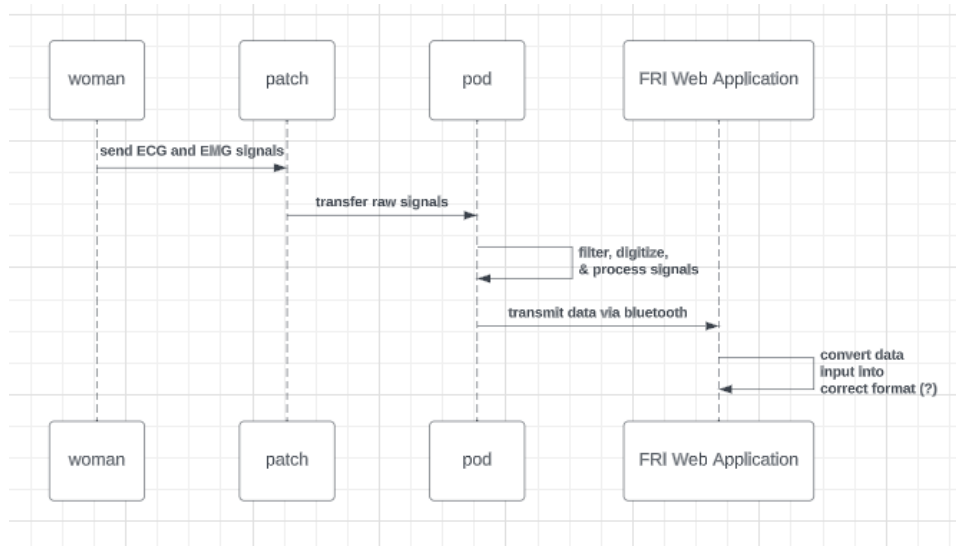 woman
patch
pod
FRI Web Application
send ECG and EMG signals
transfer raw signals
filter, digitize,
& process signals
transmit data via bluetooth
convert data
input into
correct format (?)
woman
patch
pod
FRI Web Application